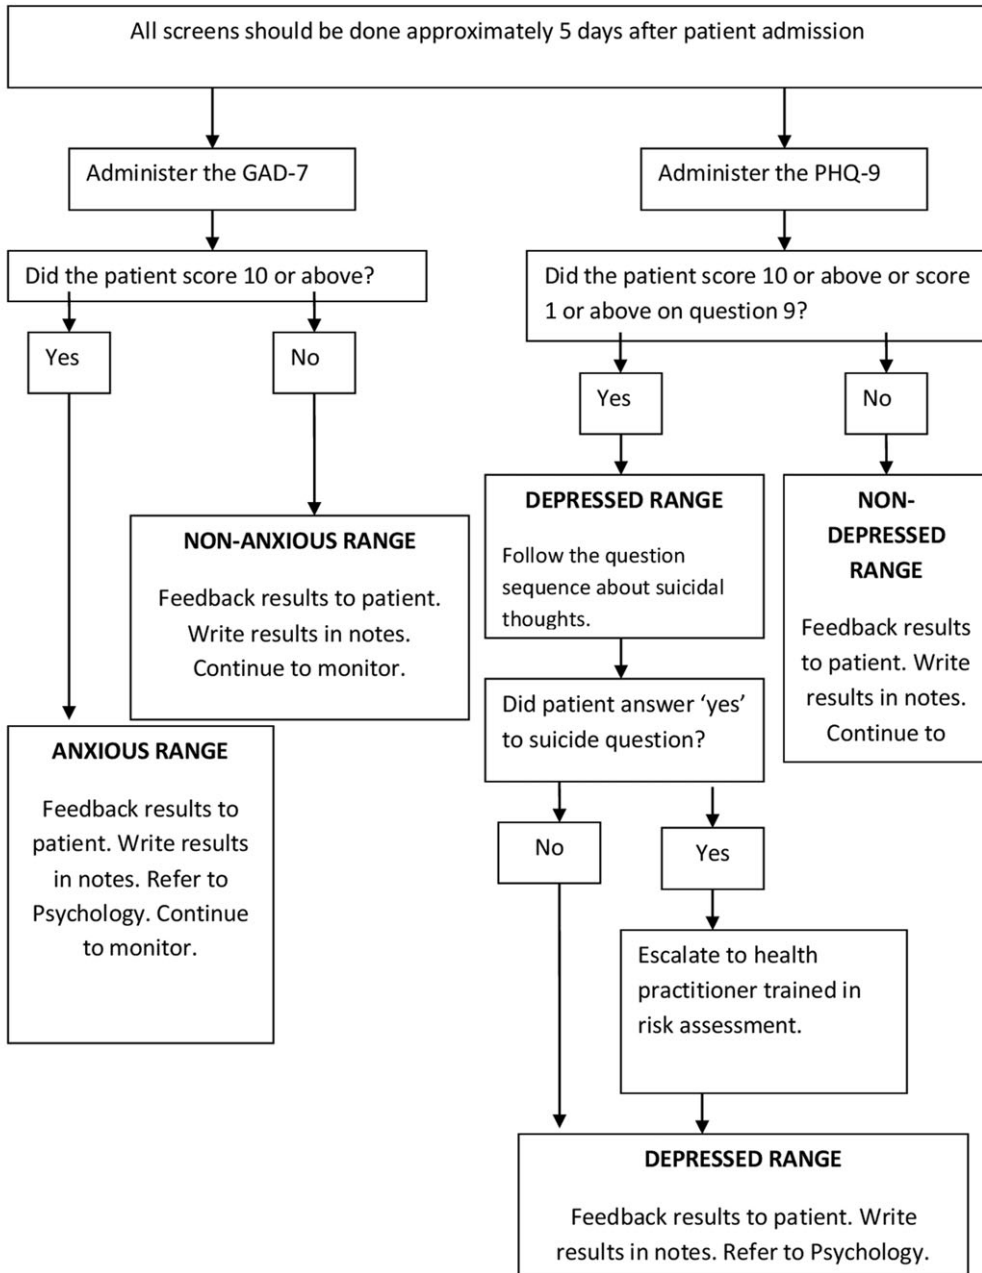 All screens should be done approximately 5 days after patient admission
Administer the GAD-7
Administer the PHQ-9
Did the patient score 10 or above?
Did the patient score 10 or above or score
1 or above on question 9?
Yes
No
Yes
No
NON-ANXIOUS RANGE
Feedback results to patient.
Write results in notes.
Continue to monitor.
ANXIOUS RANGE
Feedback results to
patient. Write results
in notes. Refer to
Psychology. Continue
to monitor.
DEPRESSED RANGE
Follow the question
sequence about suicidal
thoughts.
NON-
DEPRESSED
RANGE
Feedback results
to patient. Write
results in notes.
Continue to
Did patient answer ‘yes’
to suicide question?
No
Yes
Escalate to health
practitioner trained in
risk assessment.
DEPRESSED RANGE
Feedback results to patient. Write
results in notes. Refer to Psychology.